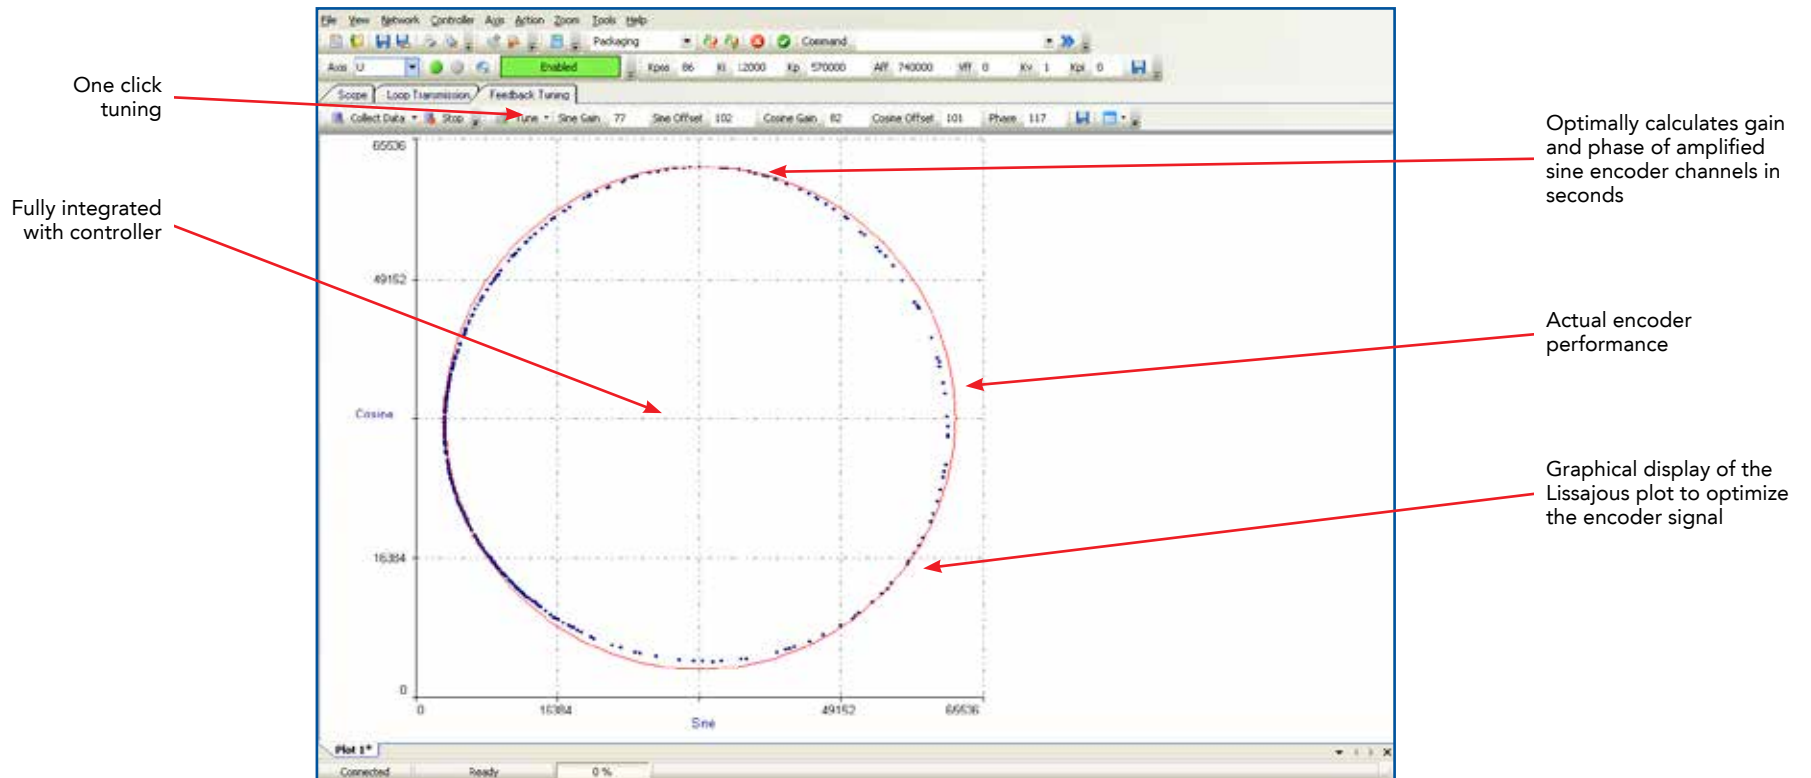 File View Network Controller Axis Action Zoom Tools Help
Packaging Command
Axis U Enabled Kpos 86 Ki 12000 Kp 570000 Aff 740000 Vff 0 Kv 1 Kpi 0
Scope Loop Transmission Feedback Tuning
Collect Data Stop Tune Sine Gain 77 Sine Offset 102 Cosine Gain 82 Cosine Offset 101 Phase 117
One click
tuning
Fully integrated
with controller
65536
49152
Cosine
16384
0
0 16384 49152 65536
Sine
Optimally calculates gain
and phase of amplified
sine encoder channels in
seconds
Actual encoder
performance
Graphical display of the
Lissajous plot to optimize
the encoder signal
Plot 1*
Connected Ready 0 %